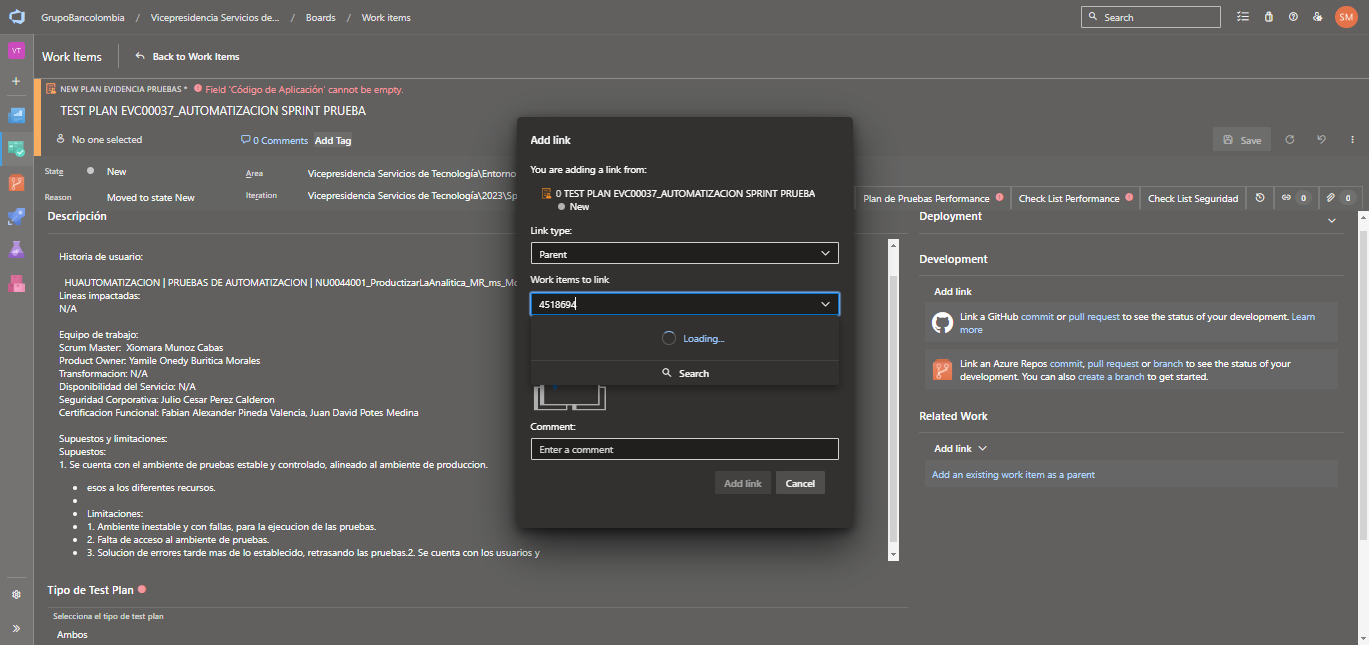 GrupoBancolombia / Vicepresidencia Servicios de... / Boards / Work items
Search
SM
VT
Work Items
Back to Work Items
NEW PLAN EVIDENCIA PRUEBAS * Field 'Código de Aplicación' cannot be empty.
TEST PLAN EVC00037_AUTOMATIZACION SPRINT PRUEBA
No one selected
0 Comments
Add Tag
Save
State
New
Area
Vicepresidencia Servicios de Tecnología\Entorno
Reason
Moved to state New
Iteration
Vicepresidencia Servicios de Tecnología\2023\Sp
Plan de Pruebas Performance
Check List Performance
Check List Seguridad
0
0
Descripción
Historia de usuario:
HUAUTOMATIZACION | PRUEBAS DE AUTOMATIZACION | NU0044001_ProductizarLaAnalitica_MR_ms_Mo
Lineas impactadas:
N/A
Equipo de trabajo:
Scrum Master: Xiomara Munoz Cabas
Product Owner: Yamile Onedy Buritica Morales
Transformacion: N/A
Disponibilidad del Servicio: N/A
Seguridad Corporativa: Julio Cesar Perez Calderon
Certificacion Funcional: Fabian Alexander Pineda Valencia, Juan David Potes Medina
Supuestos y limitaciones:
Supuestos:
1. Se cuenta con el ambiente de pruebas estable y controlado, alineado al ambiente de produccion.
esos a los diferentes recursos.
Limitaciones:
1. Ambiente inestable y con fallas, para la ejecucion de las pruebas.
2. Falta de acceso al ambiente de pruebas.
3. Solucion de errores tarde mas de lo establecido, retrasando las pruebas.2. Se cuenta con los usuarios y
Tipo de Test Plan
Selecciona el tipo de test plan
Ambos
Add link
You are adding a link from:
0 TEST PLAN EVC00037_AUTOMATIZACION SPRINT PRUEBA
New
Link type:
Parent
Work items to link
4518694
Loading...
Search
Comment:
Enter a comment
Add link
Cancel
Deployment
Development
Add link
Link a GitHub commit or pull request to see the status of your development. Learn
more
Link an Azure Repos commit, pull request or branch to see the status of your
development. You can also create a branch to get started.
Related Work
Add link
Add an existing work item as a parent